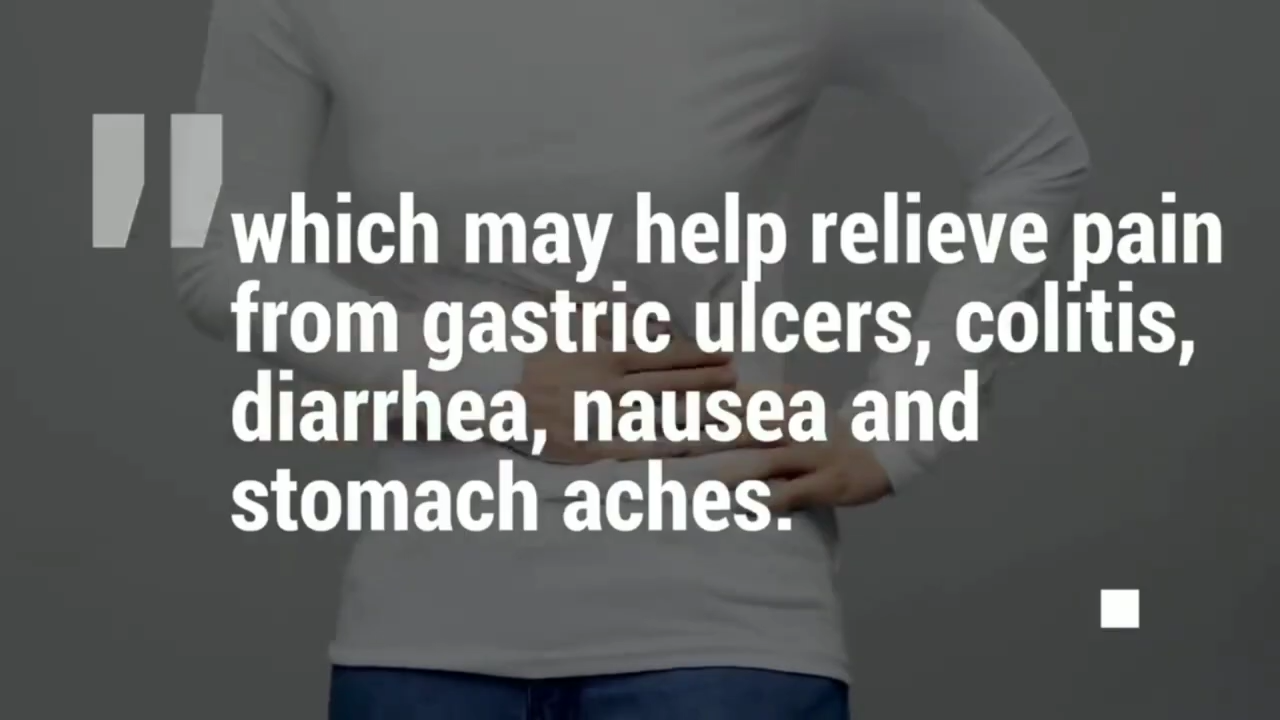 "which may help relieve pain
from gastric ulcers, colitis,
diarrhea, nausea and
stomach aches.